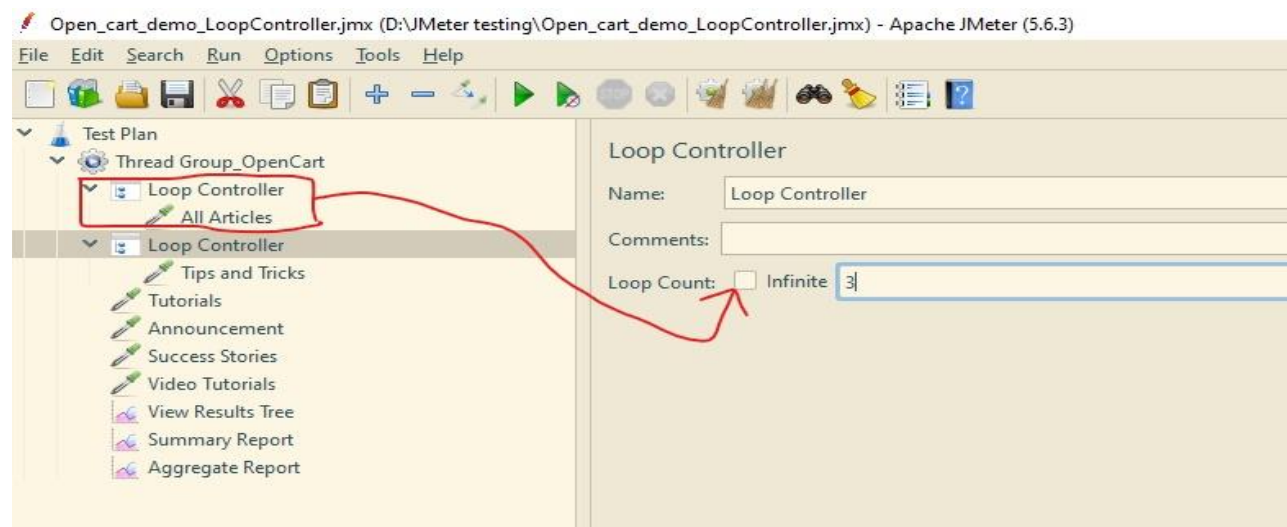 Open_cart_demo_LoopController.jmx (D:\JMeter testing\Open_cart_demo_LoopController.jmx) - Apache JMeter (5.6.3)
File Edit Search Run Options Tools Help
STOP
Test Plan
Thread Group_OpenCart
Loop Controller
All Articles
Loop Controller
Tips and Tricks
Tutorials
Announcement
Success Stories
Video Tutorials
View Results Tree
Summary Report
Aggregate Report
Loop Controller
Name: Loop Controller
Comments:
Loop Count: Infinite 3